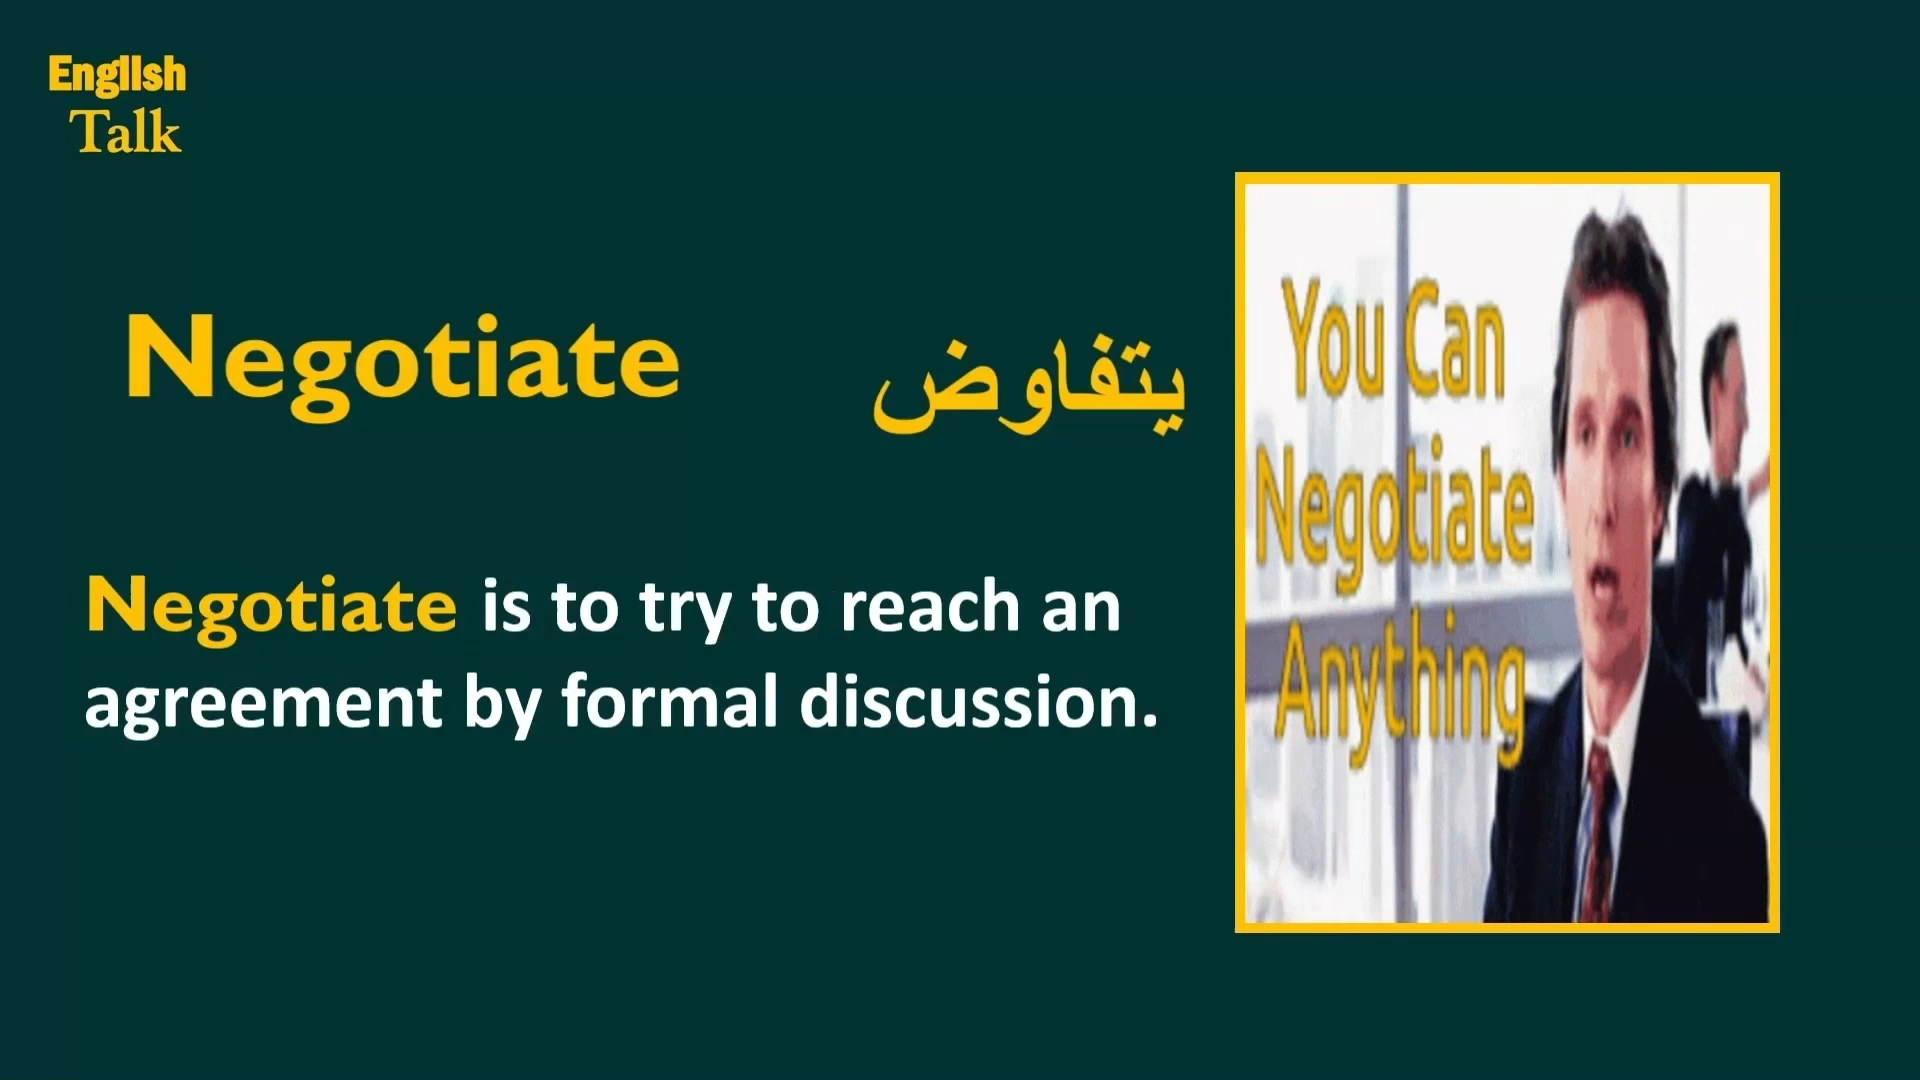 English
Talk
Negotiate
يتفاوض
Negotiate is to try to reach an
agreement by formal discussion.
You Can
Negotiate
Anything